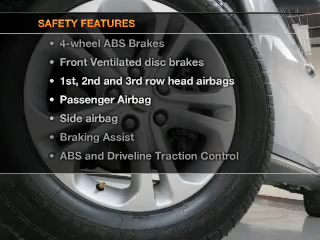 SAFETY FEATURES
• 4-wheel ABS Brakes
• Front Ventilated disc brakes
• 1st, 2nd and 3rd row head airbags
• Passenger Airbag
• Side airbag
• Braking Assist
• ABS and Driveline Traction Control